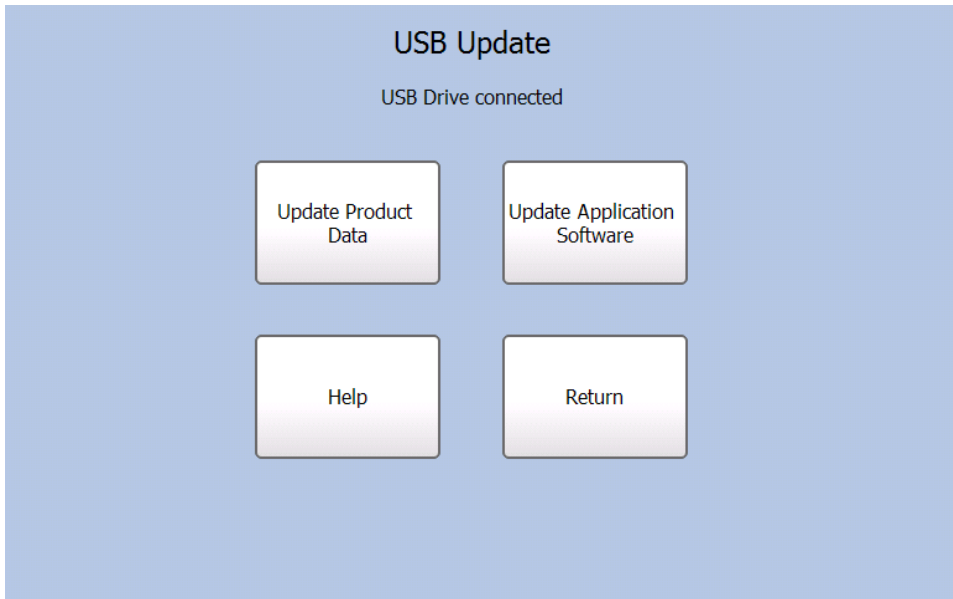 USB Update
USB Drive connected
Update Product
Data
Update Application
Software
Help
Return